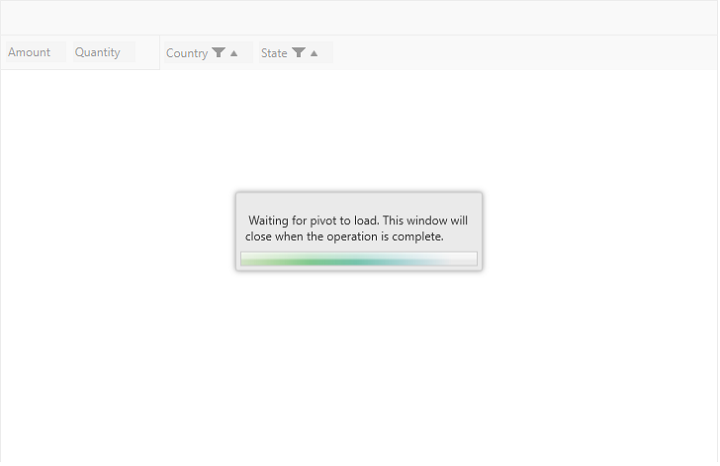 Amount Quantity Country State
Waiting for pivot to load. This window will
close when the operation is complete.